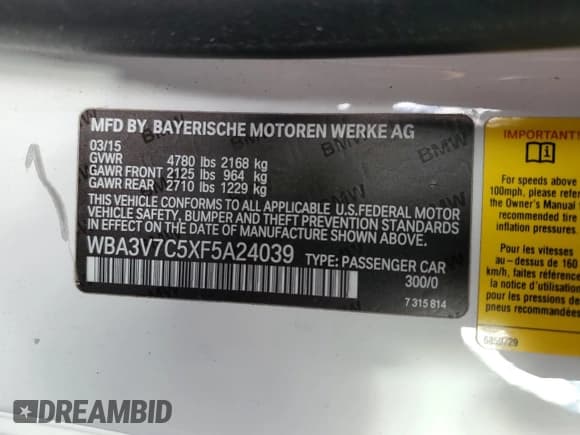 MFD BY BAYERISCHE MOTOREN WERKE AG
03/15
GVWR 4780 lbs 2168 kg
GAWR FRONT 2125 lbs 964 kg
GAWR REAR 2710 lbs 1229 kg
THIS VEHICLE CONFORMS TO ALL APPLICABLE U.S.FEDERAL MOTOR
VEHICLE SAFETY, BUMPER AND THEFT PREVENTION STANDARDS
IN EFFECT ON THE DATE OF MANUFACTURE SHOWN ABOVE.
WBA3V7C5XF5A24039
TYPE: PASSENGER CAR
300/0
7 315 814
IMPORTANT
For speeds above
100mph, please
the Owner's Manual
recommended tire
inflation pressures
Pour les vitesses
au-dessus de 160
km/h, faites référence
pour les pressions de
pneus recommandées
DREAMBID